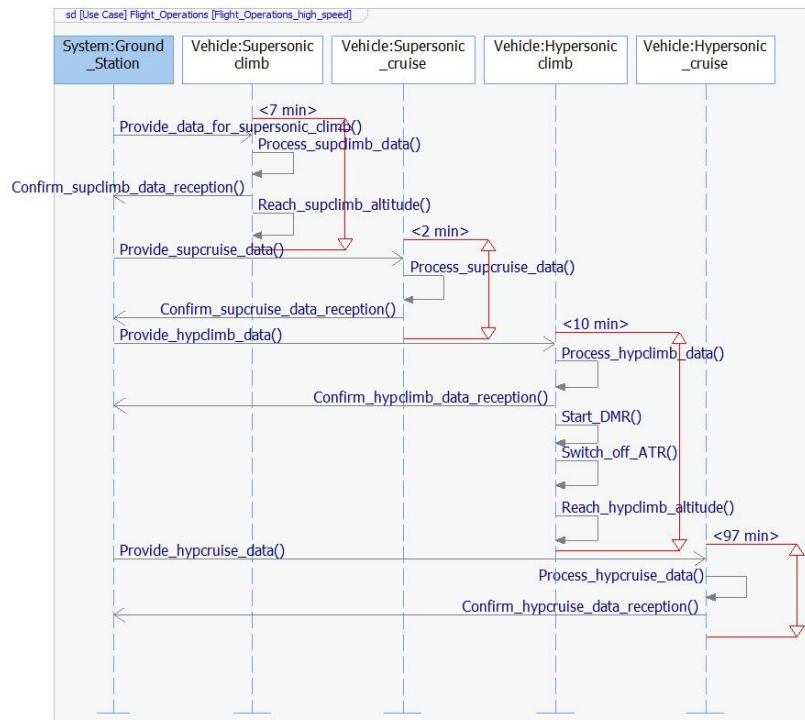 sd [Use Case] Flight_Operations [Flight_Operations_high_speed]
System:Ground
_Station
Vehicle:Supersonic
climb
Vehicle:Supersonic
_cruise
Vehicle:Hypersonic
climb
Vehicle:Hypersonic
_cruise
<7 min>
Provide_data_for_supersonic_climb()
Process_supclimb_data()
Confirm_supclimb_data_reception()
Reach_supclimb_altitude()
<2 min>
Provide_supcruise_data()
Process_supcruise_data()
Confirm_supcruise_data_reception()
<10 min>
Provide_hypclimb_data()
Process_hypclimb_data()
Confirm_hypclimb_data_reception()
Start_DMR()
Switch_off_ATR()
Reach_hypclimb_altitude()
<97 min>
Provide_hypcruise_data()
Process_hypcruise_data()
Confirm_hypcruise_data_reception()